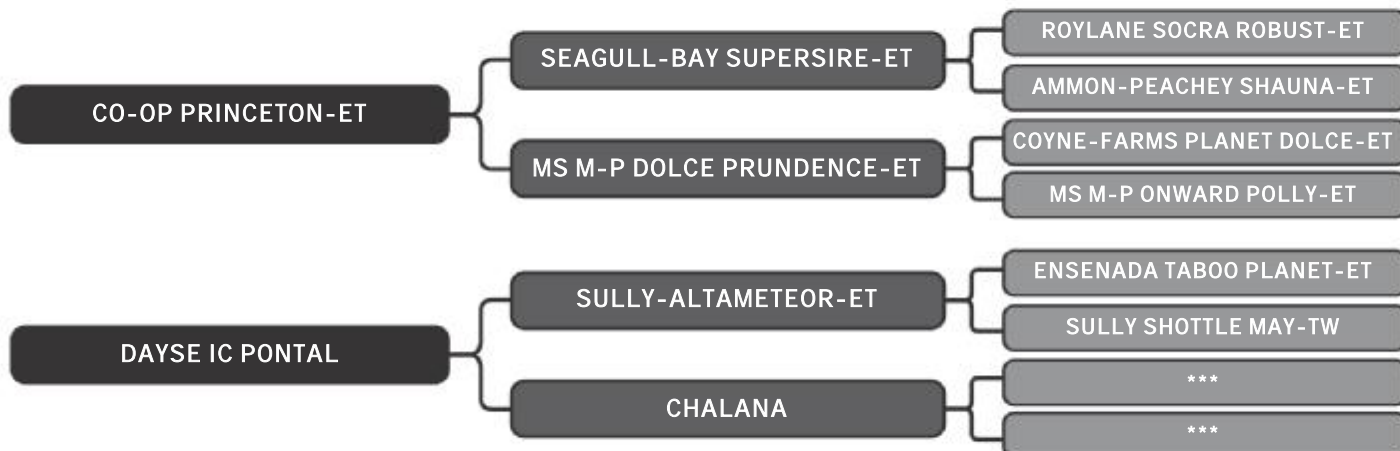 ROYLANE SOCRA ROBUST-ET
SEAGULL-BAY SUPERSIRE-ET
AMMON-PEACHEY SHAUNA-ET
CO-OP PRINCETON-ET
COYNE-FARMS PLANET DOLCE-ET
MS M-P DOLCE PRUNDENCE-ET
MS M-P ONWARD POLLY-ET
ENSENADA TABOO PLANET-ET
SULLY-ALTAMETEOR-ET
SULLY SHOTTLE MAY-TW
DAYSE IC PONTAL
***
CHALANA
***